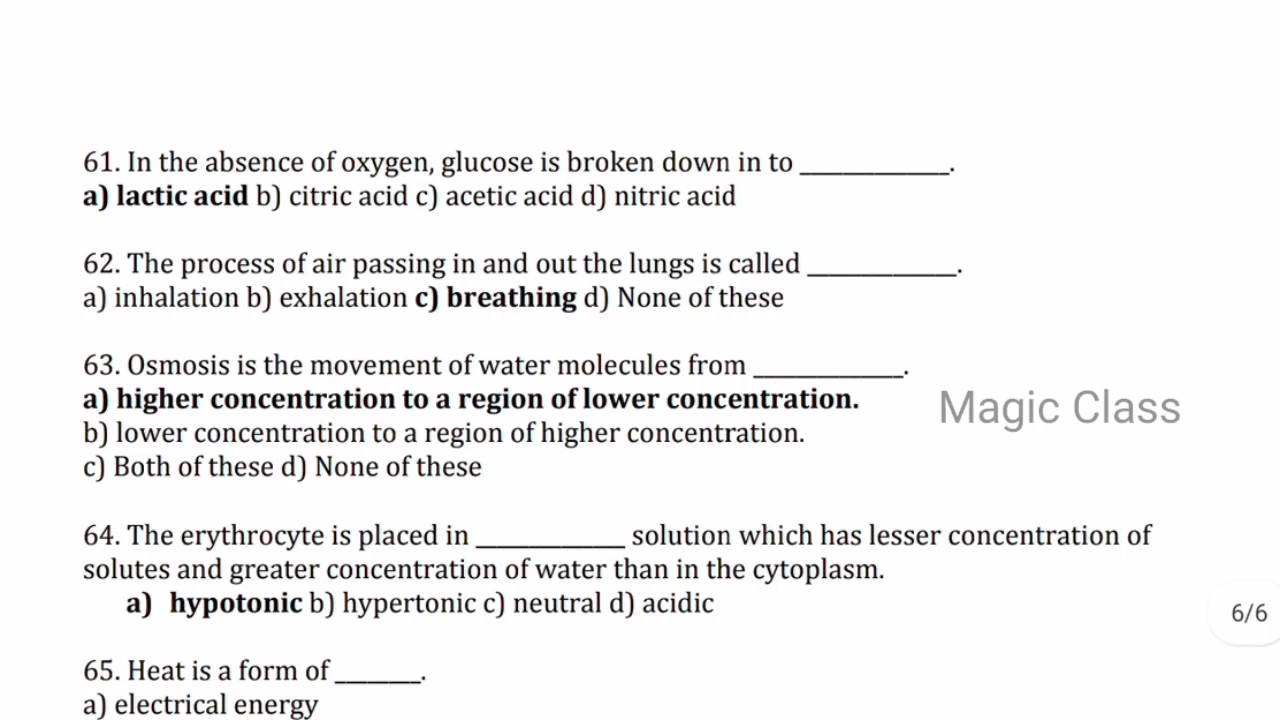 61. In the absence of oxygen, glucose is broken down in to ___________.
a) lactic acid b) citric acid c) acetic acid d) nitric acid
62. The process of air passing in and out the lungs is called ___________.
a) inhalation b) exhalation c) breathing d) None of these
63. Osmosis is the movement of water molecules from ___________.
a) higher concentration to a region of lower concentration.
Magic Class
b) lower concentration to a region of higher concentration.
c) Both of these d) None of these
64. The erythrocyte is placed in ___________ solution which has lesser concentration of
solutes and greater concentration of water than in the cytoplasm.
a) hypotonic b) hypertonic c) neutral d) acidic
6/6
65. Heat is a form of ______.
a) electrical energy